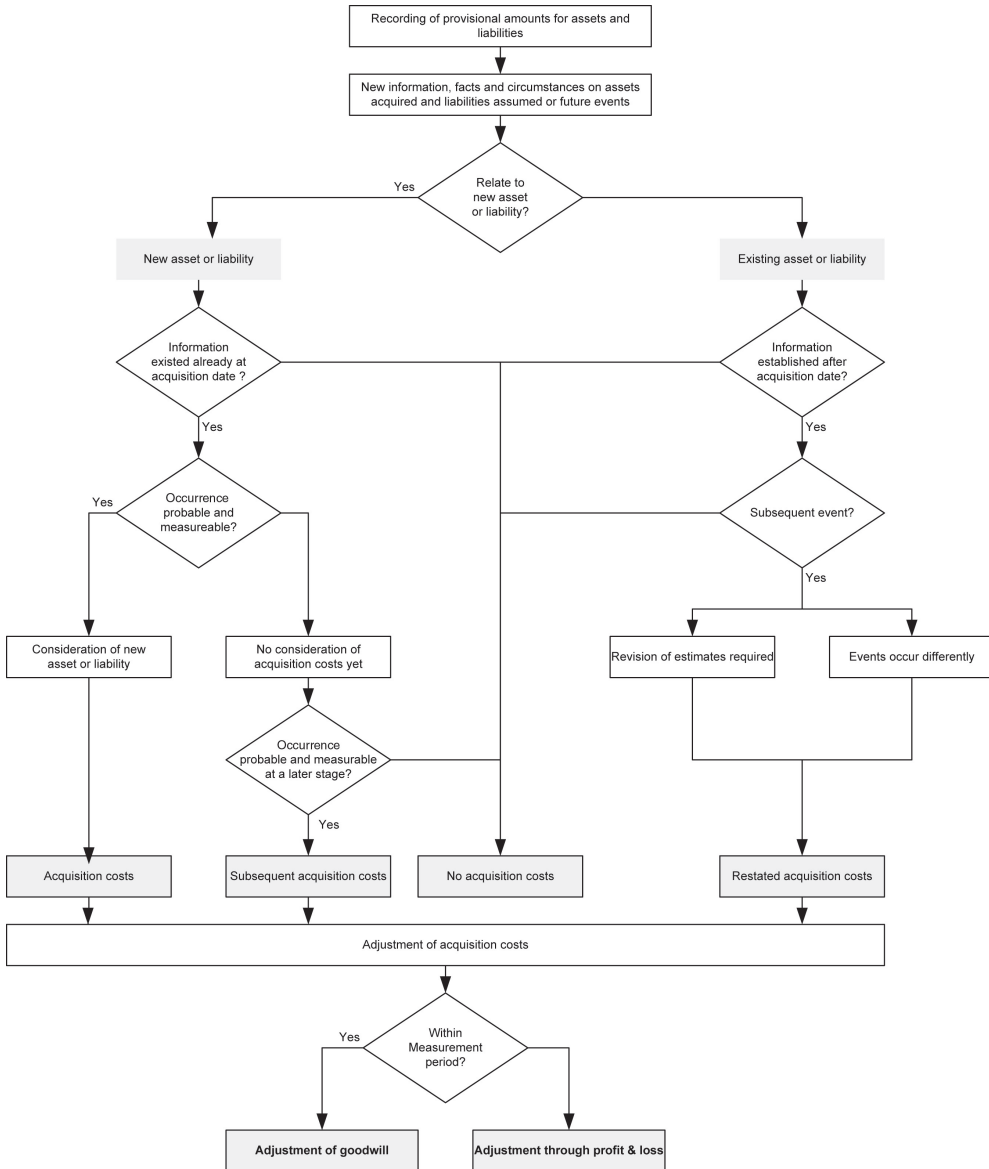 Recording of provisional amounts for assets and
liabilities
New information, facts and circumstances on assets
acquired and liabilities assumed or future events
Yes
Relate to
new asset
or liability?
New asset or liability
Existing asset or liability
Information
existed already at
acquisition date ?
Information
established after
acquisition date?
Yes
Yes
Yes
Occurrence
probable and
measureable?
Subsequent event?
Yes
Consideration of new
asset or liability
No consideration of
acquisition costs yet
Revision of estimates required
Events occur differently
Occurrence
probable and measurable
at a later stage?
Yes
Acquisition costs
Subsequent acquisition costs
No acquisition costs
Restated acquisition costs
Adjustment of acquisition costs
Yes
Within
Measurement
period?
Adjustment of goodwill
Adjustment through profit & loss